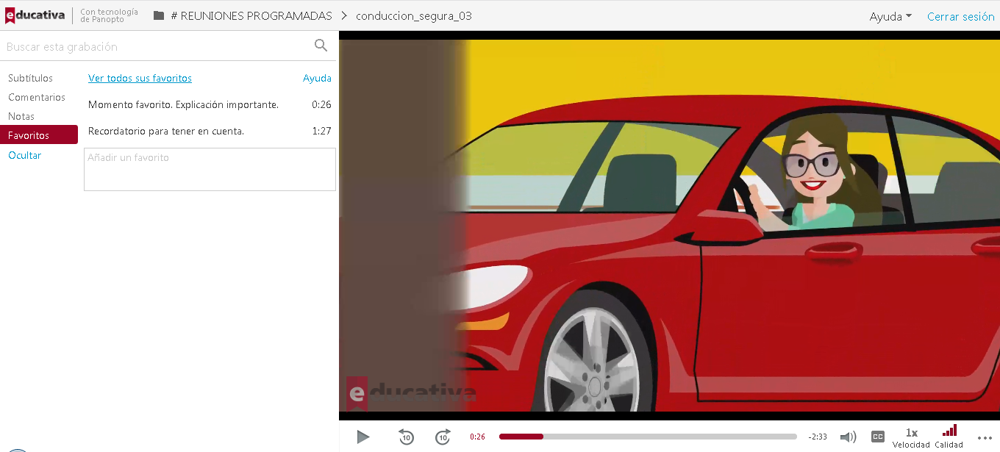 educativa
Con tecnología
de Panopto
# REUNIONES PROGRAMADAS > conduccion_segura_03
Ayuda
Cerrar sesión
Buscar esta grabación
Subtítulos
Comentarios
Notas
Favoritos
Ocultar
Ver todos sus favoritos
Ayuda
Momento favorito. Explicación importante.
0:26
Recordatorio para tener en cuenta.
1:27
Añadir un favorito
educativa
10
10
0:26
-2:33
CC
1x
Velocidad
Calidad